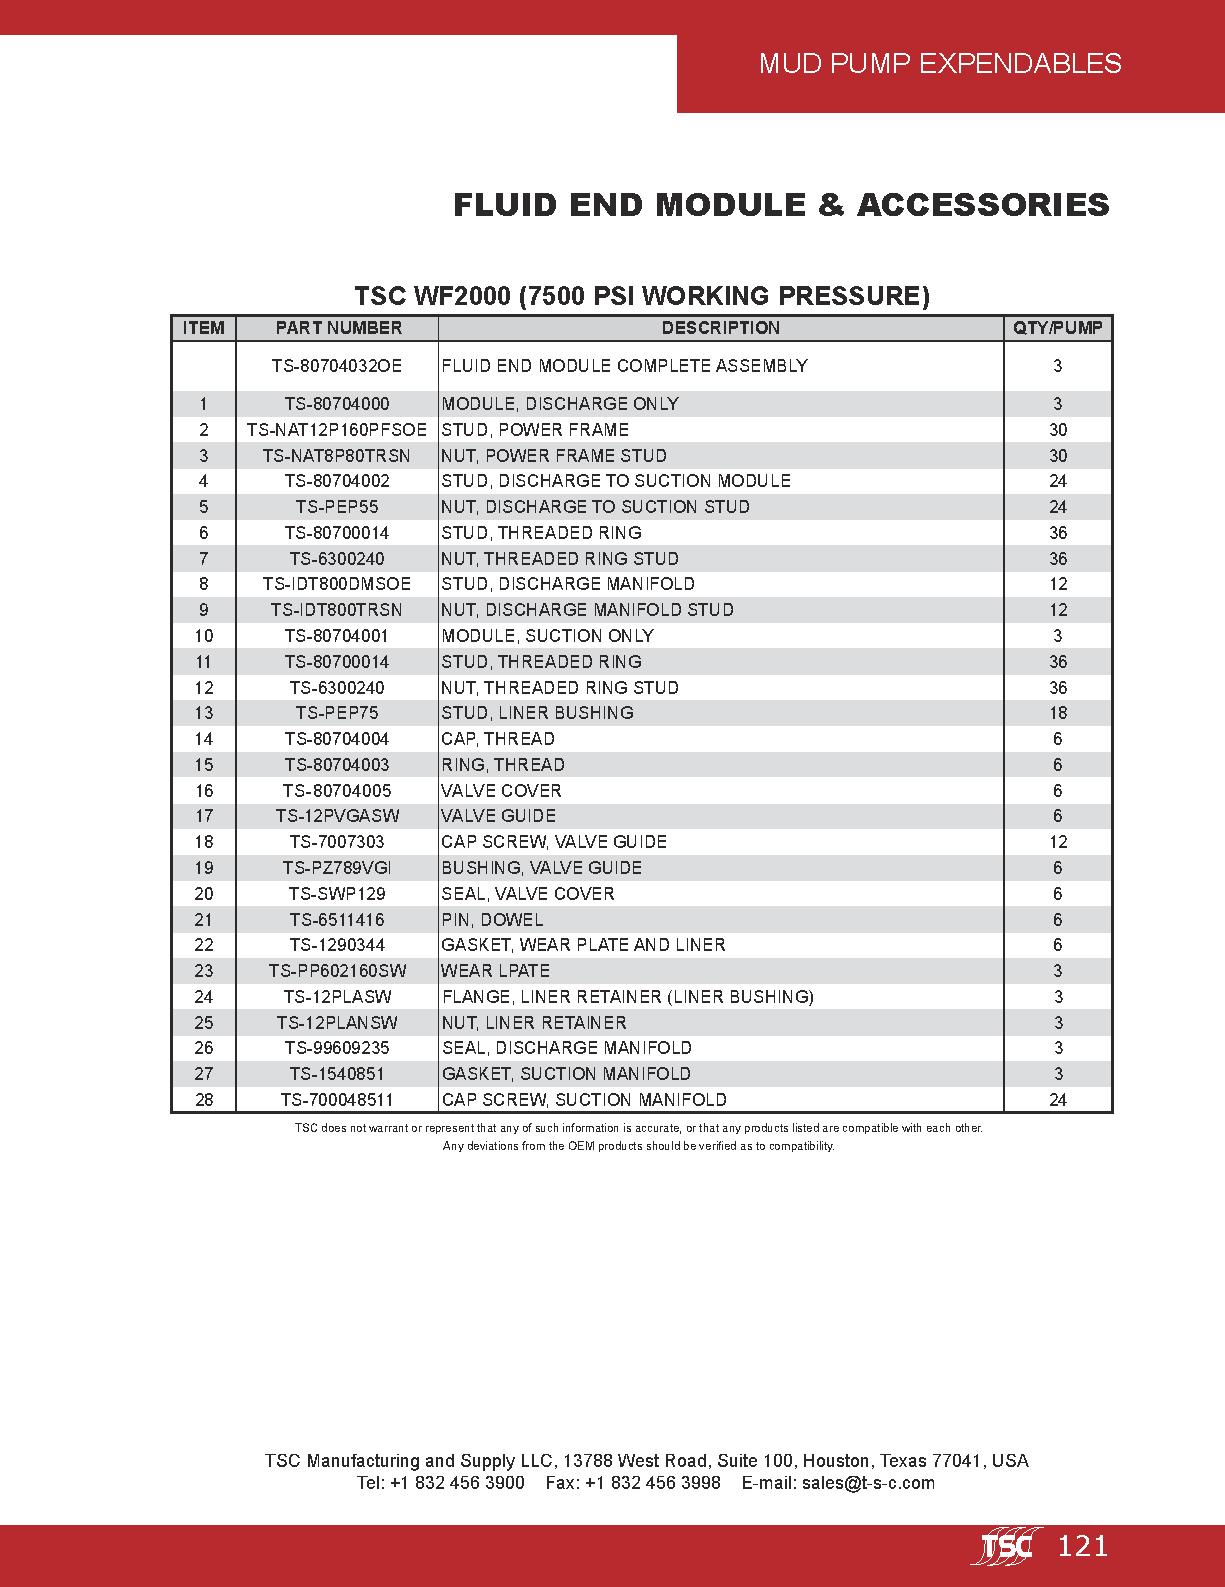 MUD PUMP EXPENDABLES
FLUID END MODULE & ACCESSORIES
TSC WF2000 (7500 PSI WORKING PRESSURE)
ITEM PART NUMBER DESCRIPTION QTY/PUMP
TS-80704032OE FLUID END MODULE COMPLETE ASSEMBLY 3
1 TS-80704000 MODULE, DISCHARGE ONLY 3
2 TS-NAT12P160PFSOE STUD, POWER FRAME 30
3 TS-NAT8P80TRSN NUT, POWER FRAME STUD 30
4 TS-80704002 STUD, DISCHARGE TO SUCTION MODULE 24
5 TS-PEP55 NUT, DISCHARGE TO SUCTION STUD 24
6 TS-80700014 STUD, THREADED RING 36
7 TS-6300240 NUT, THREADED RING STUD 36
8 TS-IDT800DMSOE STUD, DISCHARGE MANIFOLD 12
9 TS-IDT800TRSN NUT, DISCHARGE MANIFOLD STUD 12
10 TS-80704001 MODULE, SUCTION ONLY 3
11 TS-80700014 STUD, THREADED RING 36
12 TS-6300240 NUT, THREADED RING STUD 36
13 TS-PEP75 STUD, LINER BUSHING 18
14 TS-80704004 CAP, THREAD 6
15 TS-80704003 RING, THREAD 6
16 TS-80704005 VALVE COVER 6
17 TS-12PVGASW VALVE GUIDE 6
18 TS-7007303 CAP SCREW, VALVE GUIDE 12
19 TS-PZ789VGI BUSHING, VALVE GUIDE 6
20 TS-SWP129 SEAL, VALVE COVER 6
21 TS-6511416 PIN, DOWEL 6
22 TS-1290344 GASKET, WEAR PLATE AND LINER 6
23 TS-PP602160SW WEAR LPATE 3
24 TS-12PLASW FLANGE, LINER RETAINER (LINER BUSHING) 3
25 TS-12PLANSW NUT, LINER RETAINER 3
26 TS-99609235 SEAL, DISCHARGE MANIFOLD 3
27 TS-1540851 GASKET, SUCTION MANIFOLD 3
28 TS-700048511 CAP SCREW, SUCTION MANIFOLD 24
TSC does not warrant or represent that any of such information is accurate, or that any products listed are compatible with each other.
Any deviations from the OEM products should be verified as to compatibility.
TSC Manufacturing and Supply LLC, 13788 West Road, Suite 100, Houston, Texas 77041, USA
Tel: +1 832 456 3900 Fax: +1 832 456 3998 E-mail: sales@t-s-c.com
TSC 121